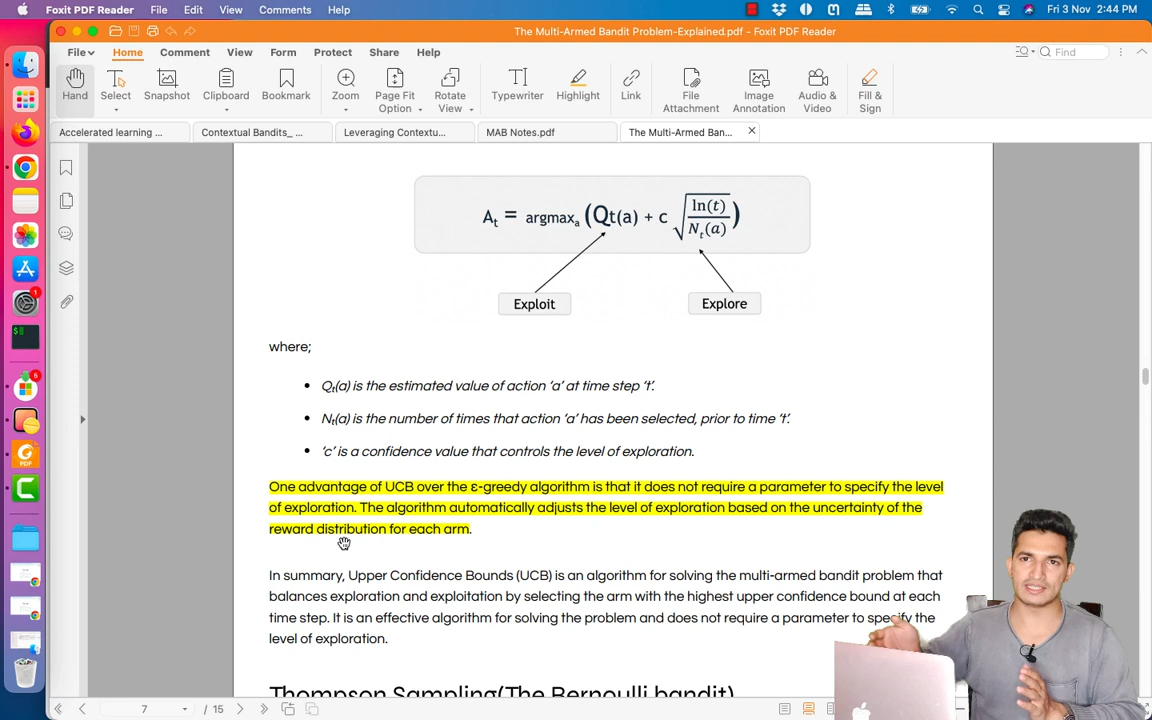 Foxit PDF Reader File Edit View Window Comments Help Fri 3 Nov 2:44 PM
The Multi-Armed Bandit Problem-Explained.pdf - Foxit PDF Reader
File Home Comment View Form Protect Share Help Find
Hand Select Snapshot Clipboard Bookmark Zoom Page Fit Option Rotate View Typewriter Highlight Link File Attachment Image Annotation Audio & Video Fill & Sign
Accelerated learning ... Contextual Bandits_ ... Leveraging Contextu... MAB Notes.pdf The Multi-Armed Ban...
Aₜ = argmaxₐ (Qt(a) + c √(ln(t)/Nₜ(a)))
Exploit Explore
where;
• Qₜ(a) is the estimated value of action ‘a’ at time step ‘t’.
• Nₜ(a) is the number of times that action ‘a’ has been selected, prior to time ‘t’.
• ‘c’ is a confidence value that controls the level of exploration.
One advantage of UCB over the ε-greedy algorithm is that it does not require a parameter to specify the level
of exploration. The algorithm automatically adjusts the level of exploration based on the uncertainty of the
reward distribution for each arm.
In summary, Upper Confidence Bounds (UCB) is an algorithm for solving the multi-armed bandit problem that
balances exploration and exploitation by selecting the arm with the highest upper confidence bound at each
time step. It is an effective algorithm for solving the problem and does not require a parameter to specify the
level of exploration.
Thompson Sampling(The Bernoulli bandit)
7 / 15